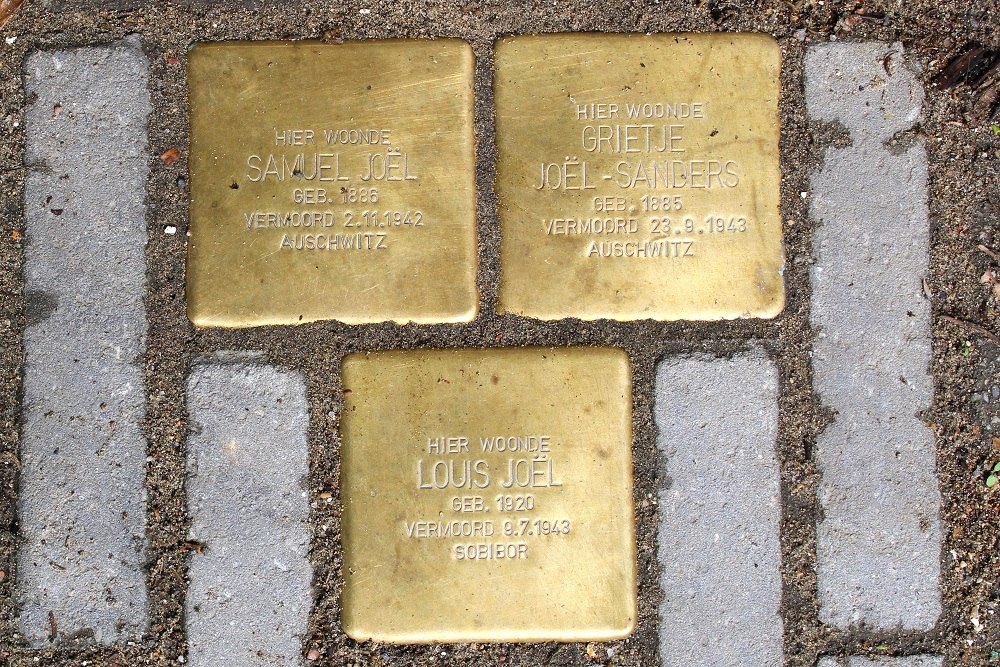 HIER WOONDE
SAMUEL JOËL
GEB. 1886
VERMOORD 2.11.1942
AUSCHWITZ
HIER WOONDE
GRIETJE
JOËL-SANDERS
GEB. 1885
VERMOORD 23.9.1943
AUSCHWITZ
HIER WOONDE
LOUIS JOËL
GEB. 1920
VERMOORD 9.7.1943
SOBIBOR